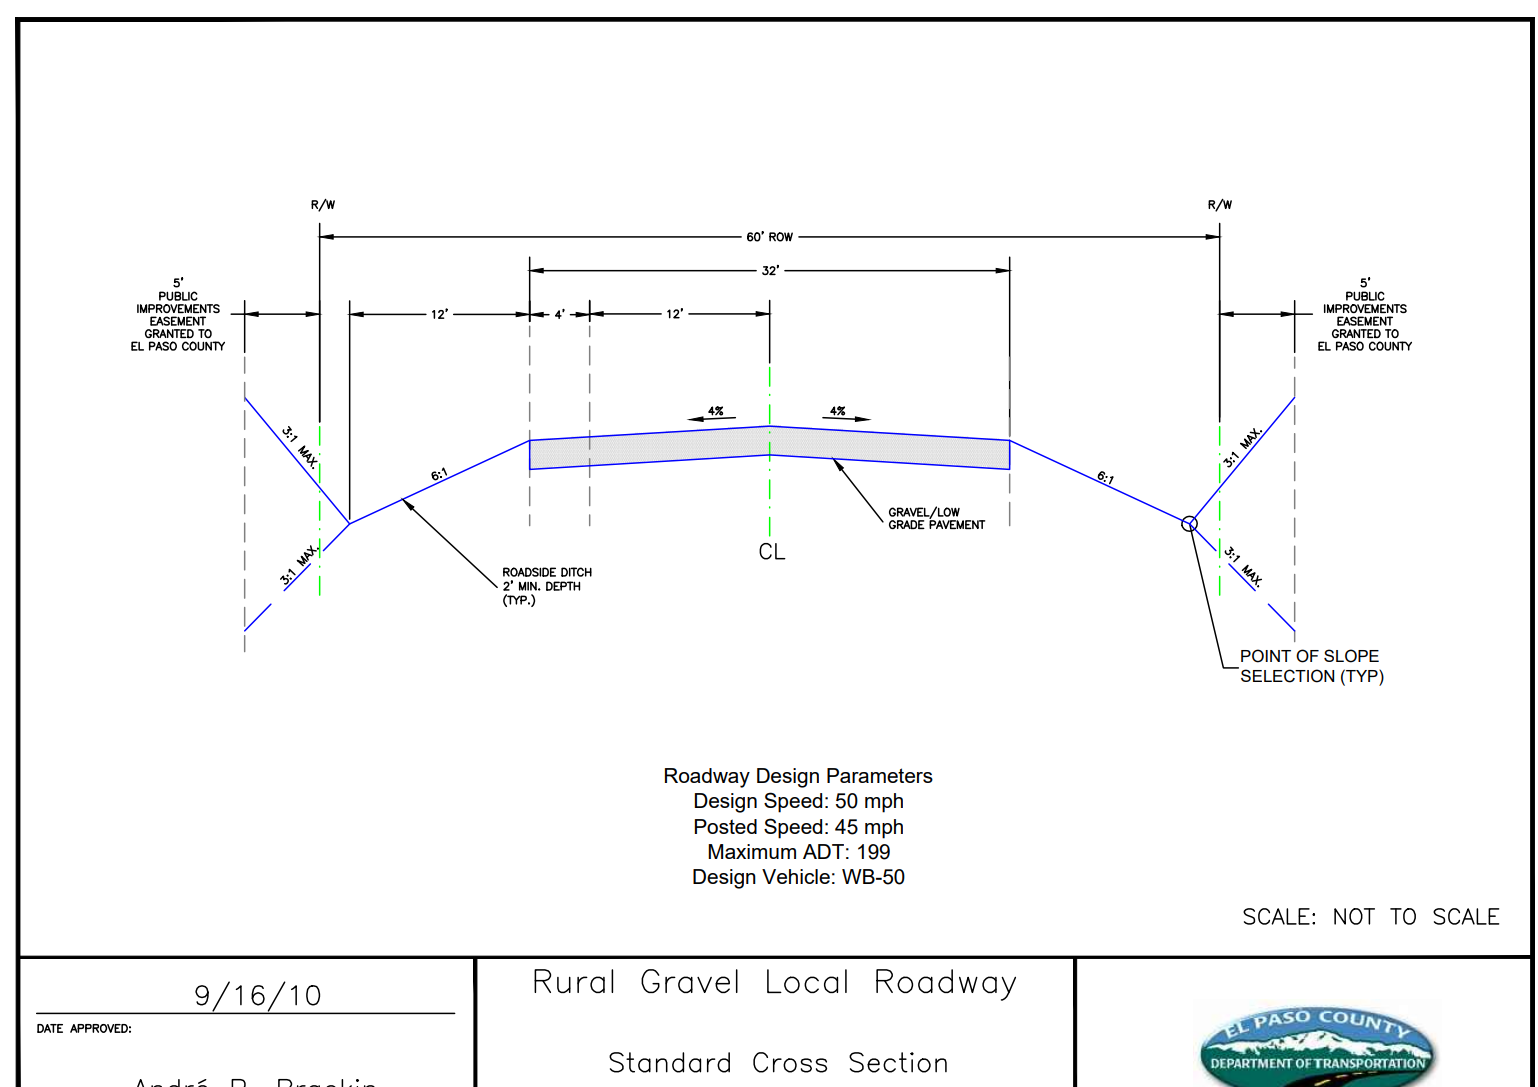 R/W
R/W
60' ROW
32'
5'
PUBLIC
IMPROVEMENTS
EASEMENT
GRANTED TO
EL PASO COUNTY
12'
4'
12'
5'
PUBLIC
IMPROVEMENTS
EASEMENT
GRANTED TO
EL PASO COUNTY
4%
4%
3:1 MAX.
6:1
6:1
3:1 MAX.
GRAVEL/LOW
GRADE PAVEMENT
CL
3:1 MAX.
ROADSIDE DITCH
2' MIN. DEPTH
(TYP.)
3:1 MAX.
POINT OF SLOPE
SELECTION (TYP)
Roadway Design Parameters
Design Speed: 50 mph
Posted Speed: 45 mph
Maximum ADT: 199
Design Vehicle: WB-50
SCALE: NOT TO SCALE
9/16/10
DATE APPROVED:
André P. Brackin
Rural Gravel Local Roadway
Standard Cross Section
EL PASO COUNTY
DEPARTMENT OF TRANSPORTATION